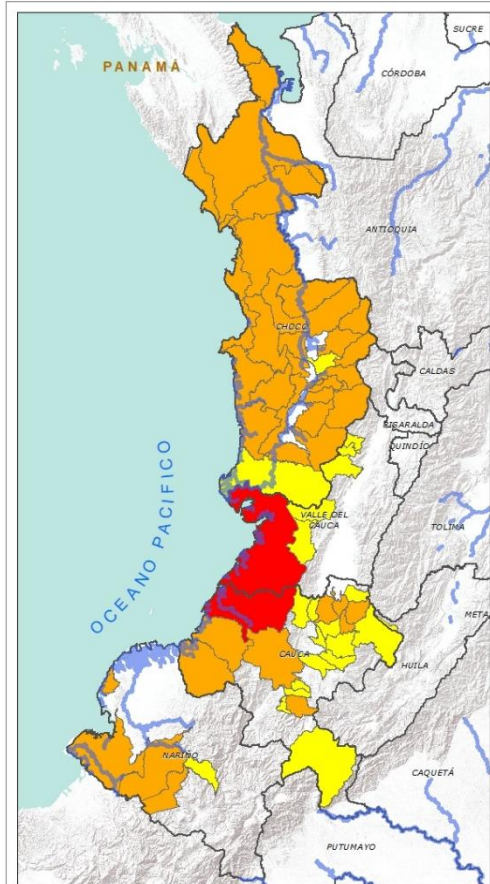 SUCRE
PANAMÁ
CÓRDOBA
ANTIOQUIA
CHOCÓ
CALDAS
RISARALDA
QUINDÍO
OCEANO PACÍFICO
VALLE DEL
CAUCA
TOLIMA
META
CAUCA
HUILA
NARIÑO
CAQUETÁ
PUTUMAYO